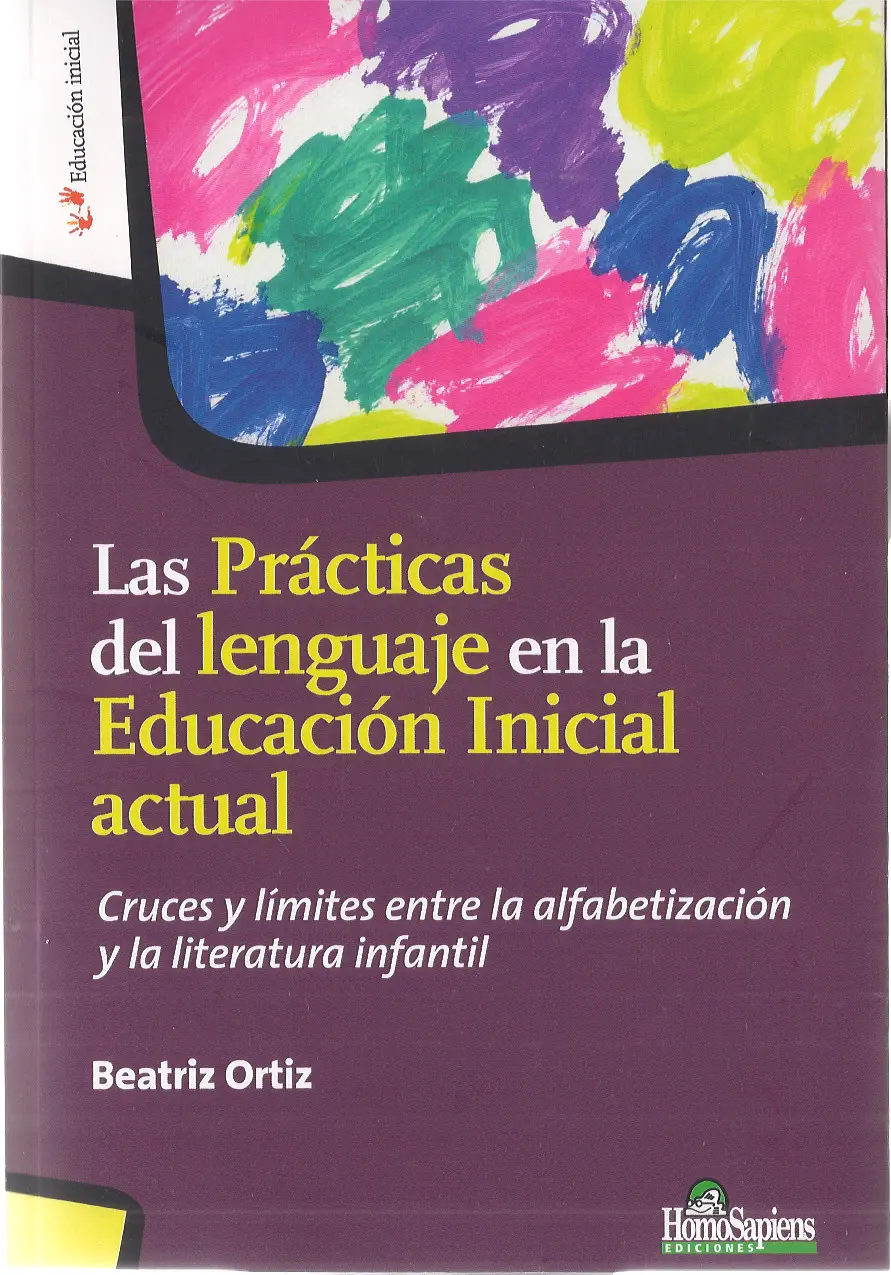 Educación inicial
Las Prácticas
del lenguaje en la
Educación Inicial
actual
Cruces y límites entre la alfabetización
y la literatura infantil
Beatriz Ortiz
HomoSapiens
EDICIONES